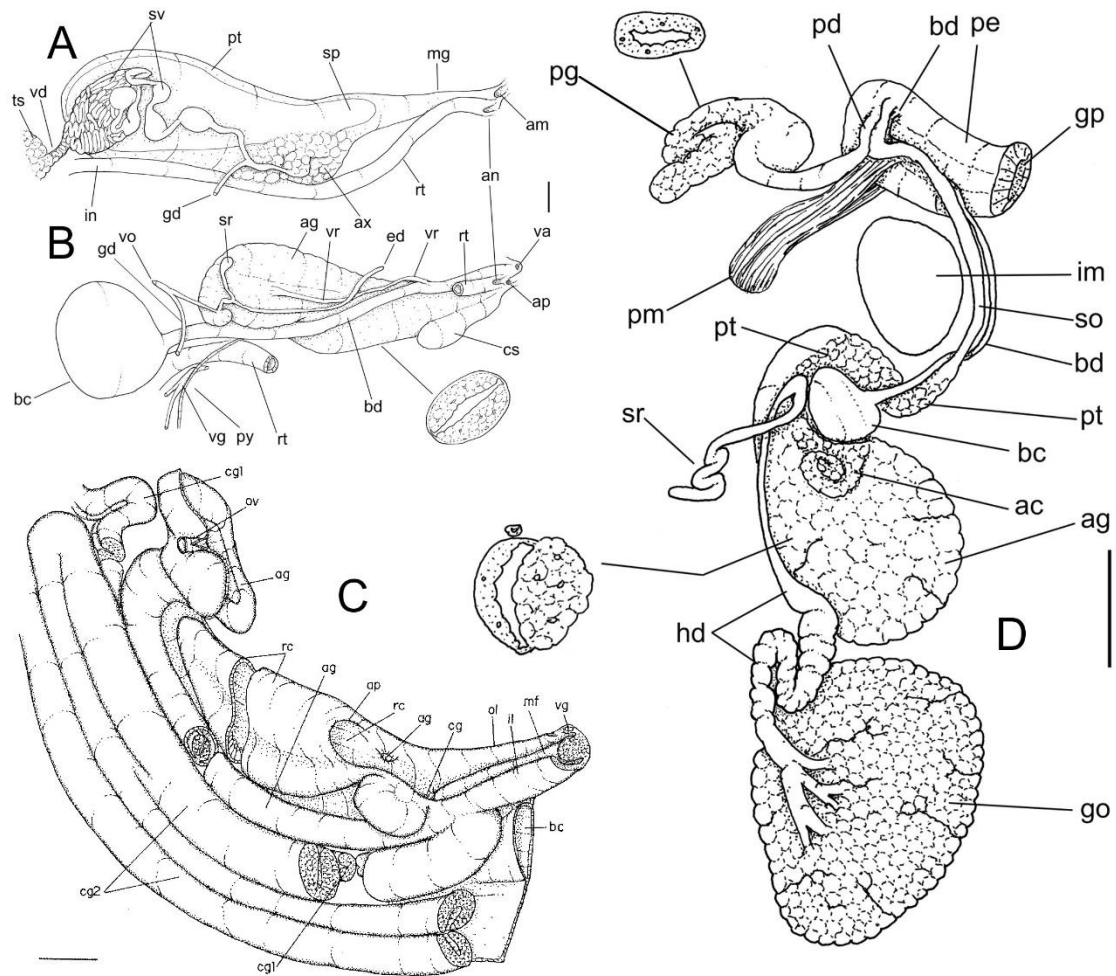 A
sv
pt
sp
mg
ts
vd
am
an
in
gd
ax
rt
B
vo
gd
sr
ag
vr
ed
vr
rt
va
ap
cs
bc
bd
vg
py
rt
cg1
ov
ag
C
rc
ag
ap
rc
ag
cg
ol
il
mf
vg
bc
cg2
cg1
pd
bd
pe
pg
gp
im
so
pm
pt
bd
pt
sr
bc
ac
ag
hd
D
go